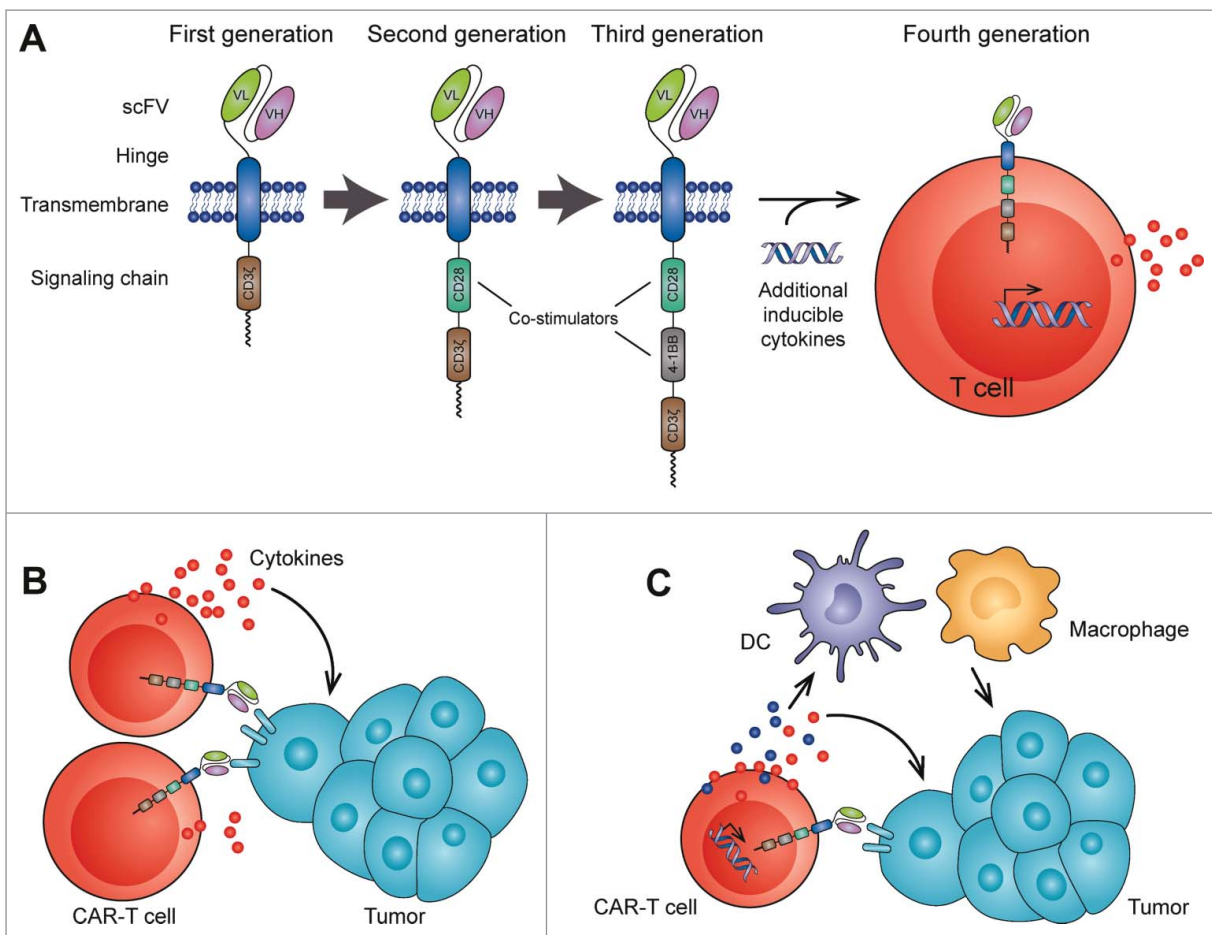 A
First generation
Second generation
Third generation
Fourth generation
scFV
Hinge
Transmembrane
Signaling chain
VL
VH
CD3ζ
VL
VH
CD28
CD3ζ
Co-stimulators
VL
VH
CD28
4-1BB
CD3ζ
Additional
inducible
cytokines
T cell
B
Cytokines
CAR-T cell
Tumor
C
DC
Macrophage
CAR-T cell
Tumor